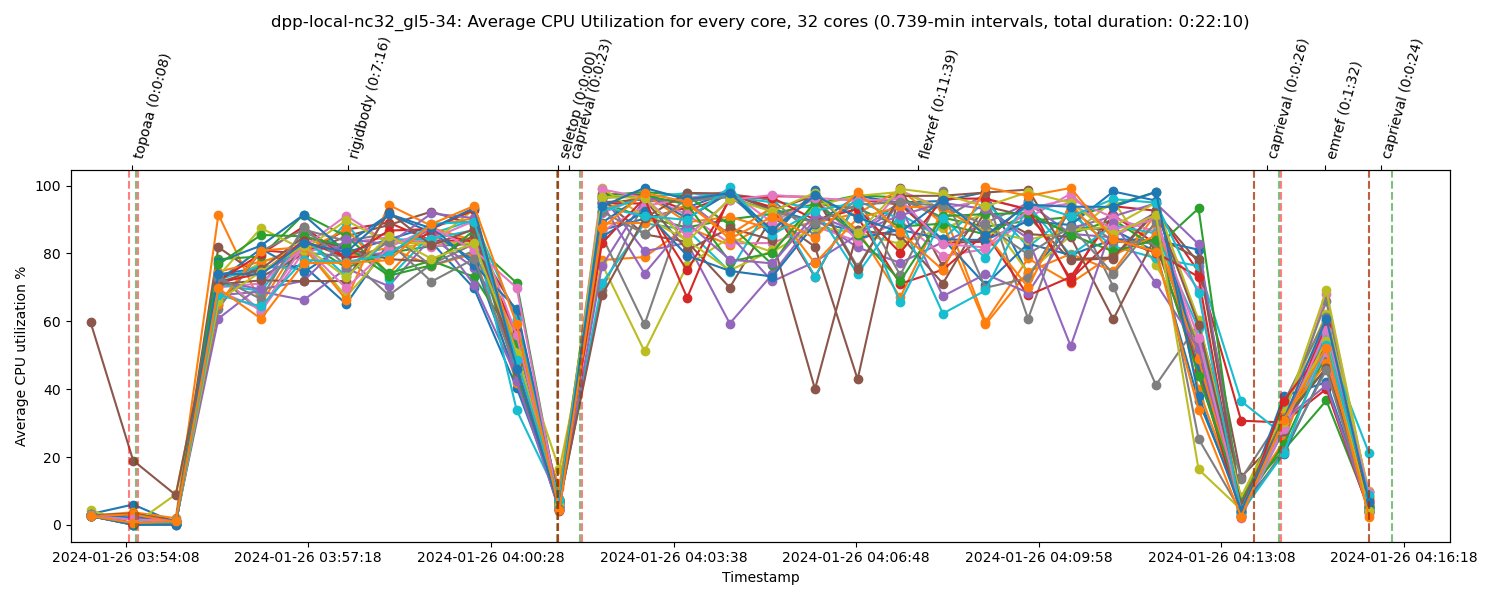 dpp-local-nc32_gl5-34: Average CPU Utilization for every core, 32 cores (0.739-min intervals, total duration: 0:22:10)
topoaa (0:0:08)
rigidbody (0:7:16)
seletop (0:0:00)
caprieval (0:0:23)
flexref (0:11:39)
caprieval (0:0:26)
emref (0:1:32)
caprieval (0:0:24)
Average CPU utilization %
100
80
60
40
20
0
2024-01-26 03:54:08
2024-01-26 03:57:18
2024-01-26 04:00:28
2024-01-26 04:03:38
2024-01-26 04:06:48
2024-01-26 04:09:58
2024-01-26 04:13:08
2024-01-26 04:16:18
Timestamp